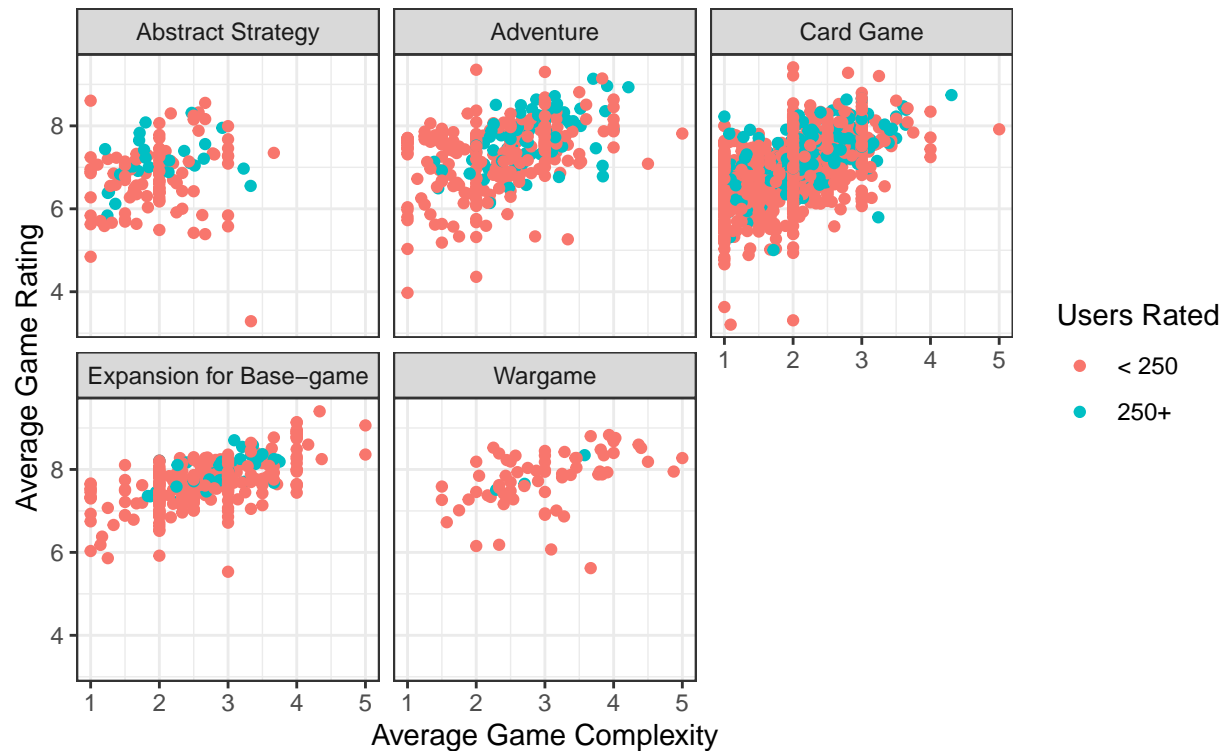 Abstract Strategy
Adventure
Card Game
Average Game Rating
8
6
4
Expansion for Base−game
Wargame
1 2 3 4 5
8
6
4
1 2 3 4 5
1 2 3 4 5
Average Game Complexity
Users Rated
< 250
250+